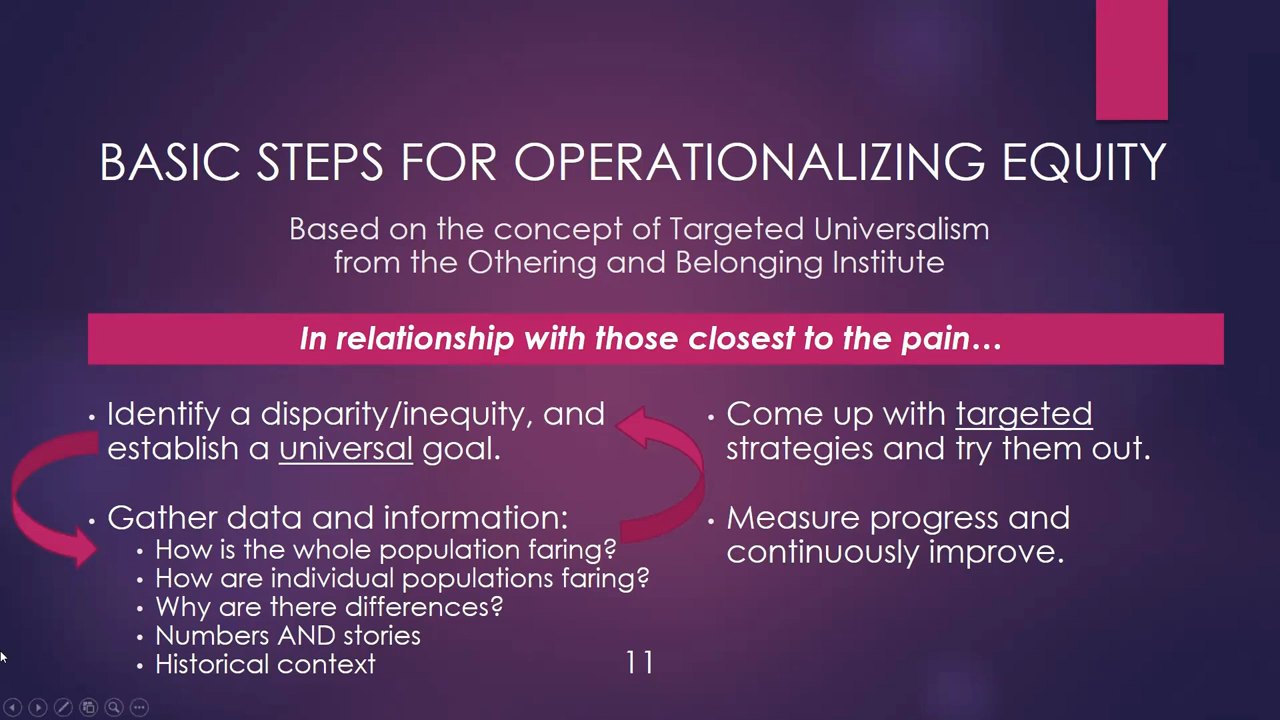 BASIC STEPS FOR OPERATIONALIZING EQUITY
Based on the concept of Targeted Universalism
from the Othering and Belonging Institute
In relationship with those closest to the pain…
• Identify a disparity/inequity, and
establish a universal goal.
• Gather data and information:
• How is the whole population faring?
• How are individual populations faring?
• Why are there differences?
• Numbers AND stories
• Historical context
• Come up with targeted
strategies and try them out.
• Measure progress and
continuously improve.
11